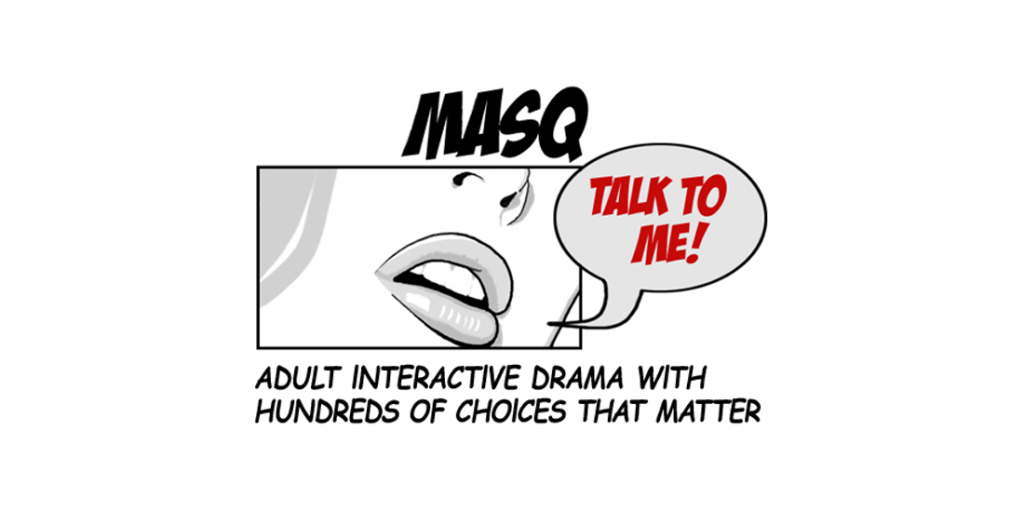 MASQ
TALK TO
ME!
ADULT INTERACTIVE DRAMA WITH
HUNDREDS OF CHOICES THAT MATTER